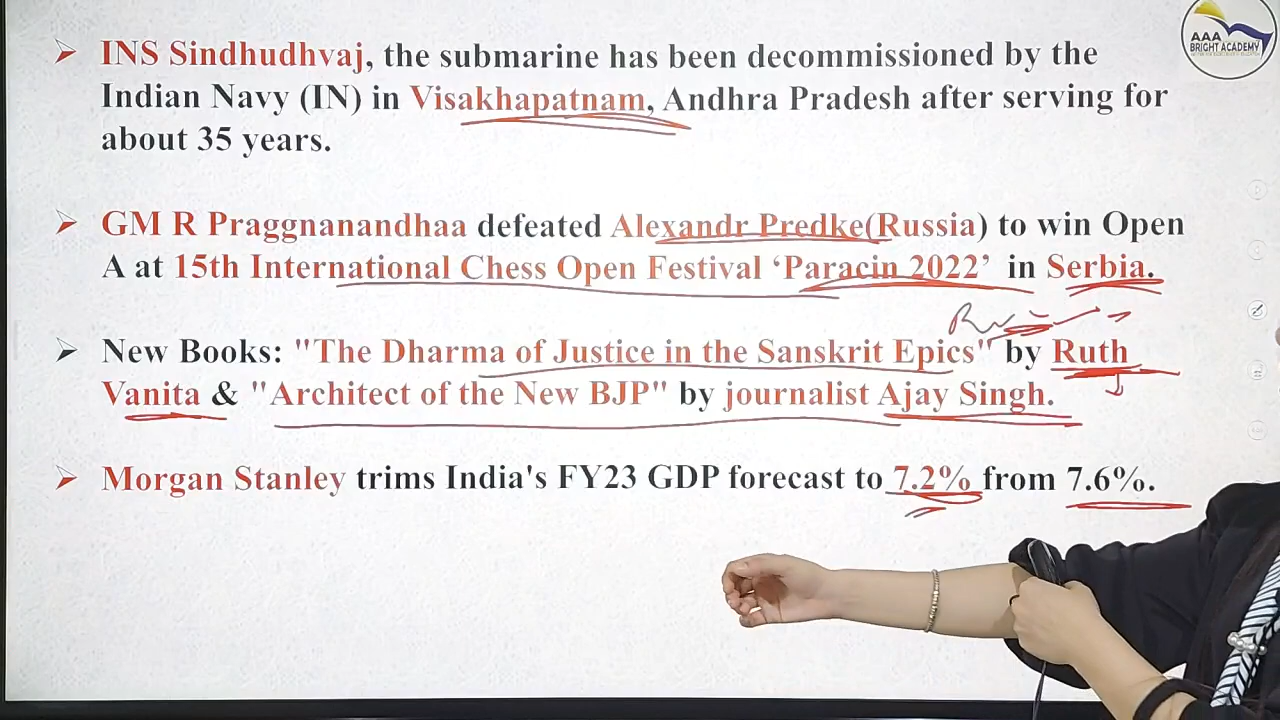 AAA
BRIGHT ACADEMY
INS Sindhudhvaj, the submarine has been decommissioned by the
Indian Navy (IN) in Visakhapatnam, Andhra Pradesh after serving for
about 35 years.
GM R Praggnanandhaa defeated Alexandr Predke(Russia) to win Open
A at 15th International Chess Open Festival ‘Paracin 2022’ in Serbia.
New Books: "The Dharma of Justice in the Sanskrit Epics" by Ruth
Vanita & "Architect of the New BJP" by journalist Ajay Singh.
Morgan Stanley trims India's FY23 GDP forecast to 7.2% from 7.6%.